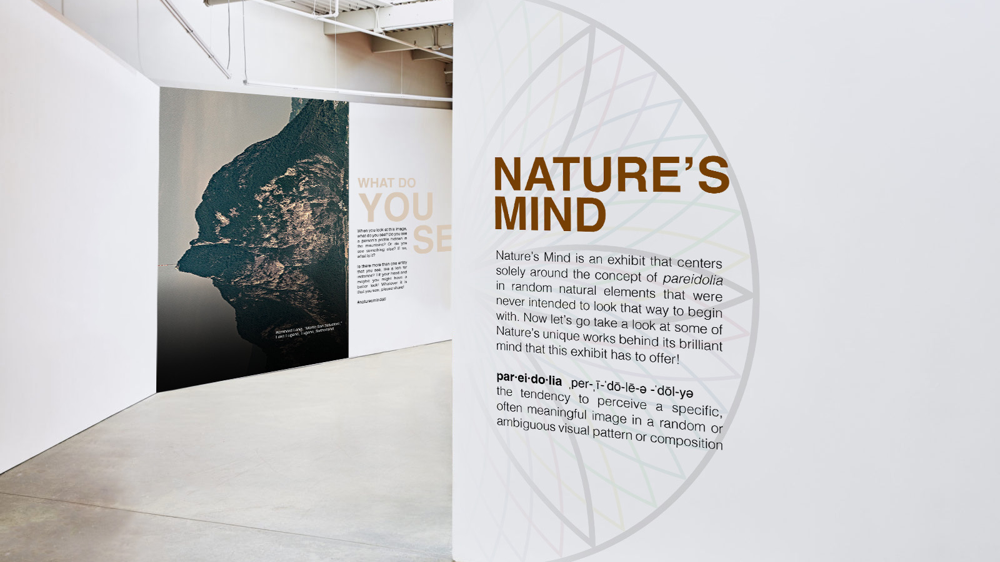 WHAT DO
YOU
SE
When you look at this image,
what do you see? Do you see
a person's profile hidden in
the mountains? Or do you
see something else? If so,
what is it?
Is there more than one entity
that you see, like a lion for
instance? Tilt your head and
maybe you might have a
better look! Whatever it is
that you see, please share!
#naturesmindatl
Bernhard Lang, "Monte San Salvatore,"
Lake Lugano, Lugano, Switzerland
NATURE’S
MIND
Nature’s Mind is an exhibit that centers
solely around the concept of pareidolia
in random natural elements that were
never intended to look that way to begin
with. Now let’s go take a look at some of
Nature’s unique works behind its brilliant
mind that this exhibit has to offer!
par·ei·do·lia ˌper-ˌī-ˈdō-lē-ə -ˈdōl-yə
the tendency to perceive a specific,
often meaningful image in a random or
ambiguous visual pattern or composition